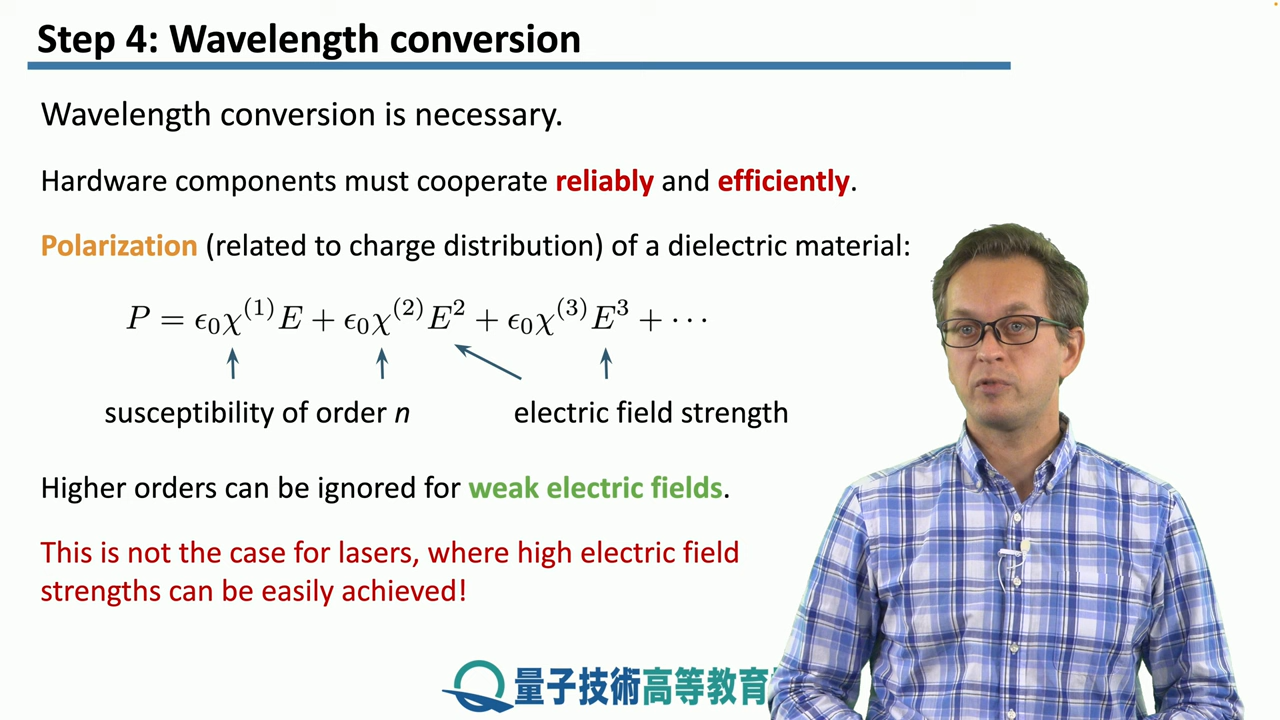 Step 4: Wavelength conversion
Wavelength conversion is necessary.
Hardware components must cooperate reliably and efficiently.
Polarization (related to charge distribution) of a dielectric material:
P = ϵ₀χ⁽¹⁾E + ϵ₀χ⁽²⁾E² + ϵ₀χ⁽³⁾E³ + ⋯
susceptibility of order n
electric field strength
Higher orders can be ignored for weak electric fields.
This is not the case for lasers, where high electric field
strengths can be easily achieved!
量子技術高等教育